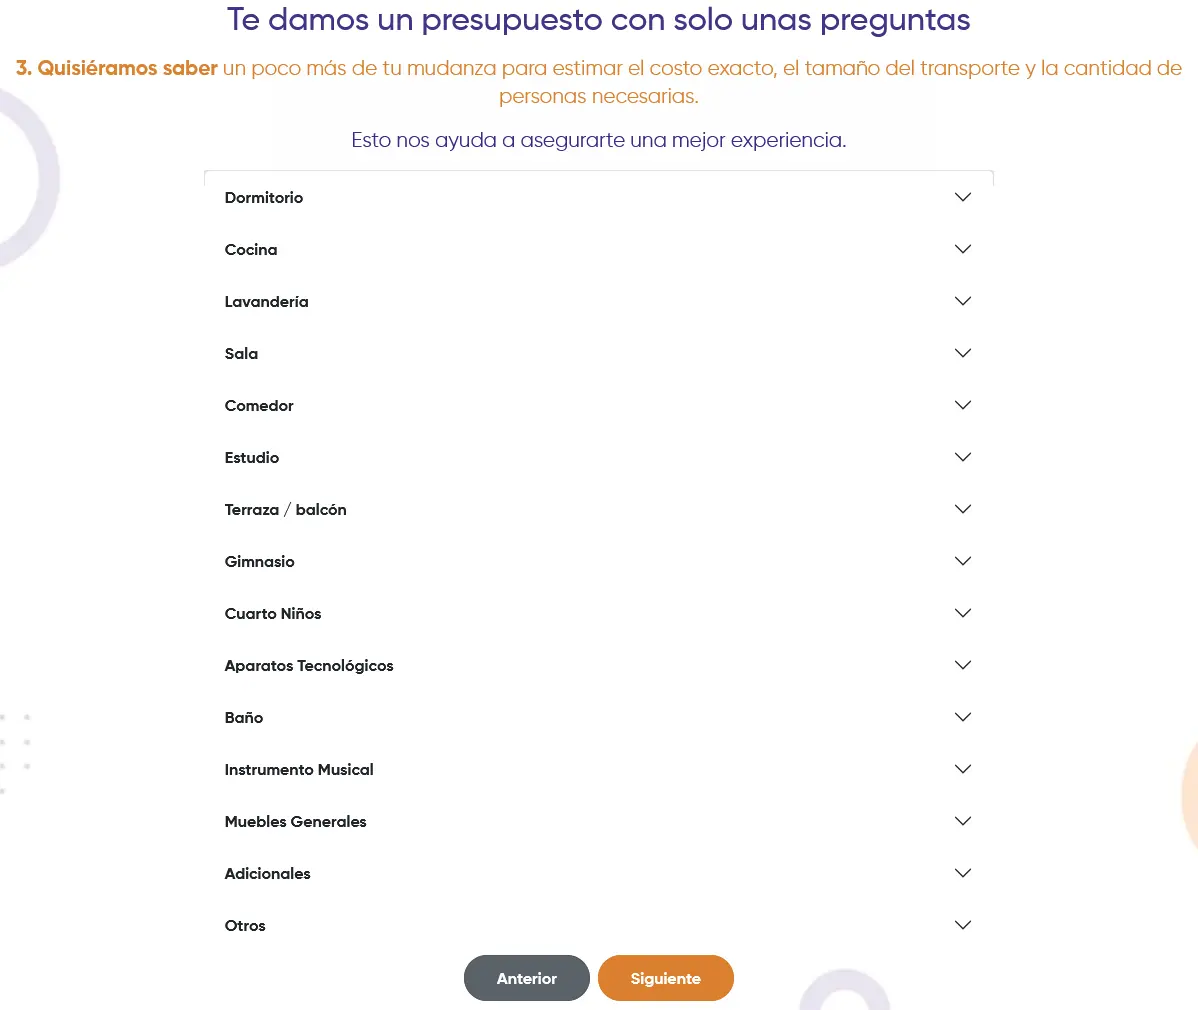 Te damos un presupuesto con solo unas preguntas
3. Quisiéramos saber un poco más de tu mudanza para estimar el costo exacto, el tamaño del transporte y la cantidad de
personas necesarias.
Esto nos ayuda a asegurarte una mejor experiencia.
Dormitorio
Cocina
Lavandería
Sala
Comedor
Estudio
Terraza / balcón
Gimnasio
Cuarto Niños
Aparatos Tecnológicos
Baño
Instrumento Musical
Muebles Generales
Adicionales
Otros
Anterior
Siguiente